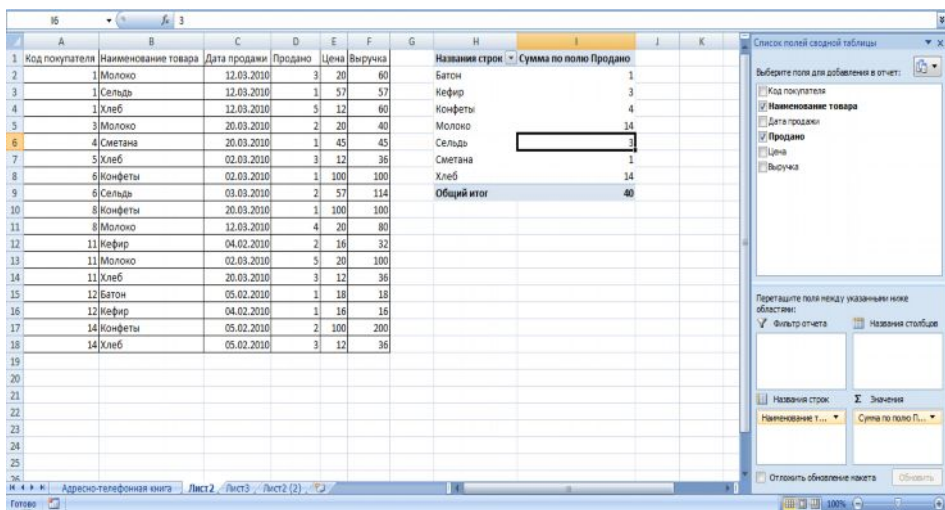 I6 fx 3
A B C D E F G H I J K
1 Код покупателя Наименование товара Дата продажи Продано Цена Выручка Названия строк Сумма по полю Продано
2 1 Молоко 12.03.2010 3 20 60 Батон 1
3 1 Сельдь 12.03.2010 1 57 57 Кефир 3
4 1 Хлеб 12.03.2010 5 12 60 Конфеты 4
5 3 Молоко 20.03.2010 2 20 40 Молоко 14
6 4 Сметана 20.03.2010 1 45 45 Сельдь 3
7 5 Хлеб 02.03.2010 3 12 36 Сметана 1
8 6 Конфеты 02.03.2010 1 100 100 Хлеб 14
9 6 Сельдь 03.03.2010 2 57 114 Общий итог 40
10 8 Конфеты 20.03.2010 1 100 100
11 8 Молоко 12.03.2010 4 20 80
12 11 Кефир 04.02.2010 2 16 32
13 11 Молоко 02.03.2010 5 20 100
14 11 Хлеб 20.03.2010 3 12 36
15 12 Батон 05.02.2010 1 18 18
16 12 Кефир 04.02.2010 1 16 16
17 14 Конфеты 05.02.2010 2 100 200
18 14 Хлеб 05.02.2010 3 12 36
19
20
21
22
23
24
25
26
Адресно-телефонная книга Лист2 Лист3 Лист2 (2)
Готово 100%
Список полей сводной таблицы
Выберите поля для добавления в отчет:
Код покупателя
Наименование товара
Дата продажи
Продано
Цена
Выручка
Перетащите поля между указанными ниже
областями:
Фильтр отчета Названия столбцов
Названия строк Σ Значения
Наименование т... Сумма по полю П...
Отложить обновление макета Обновить